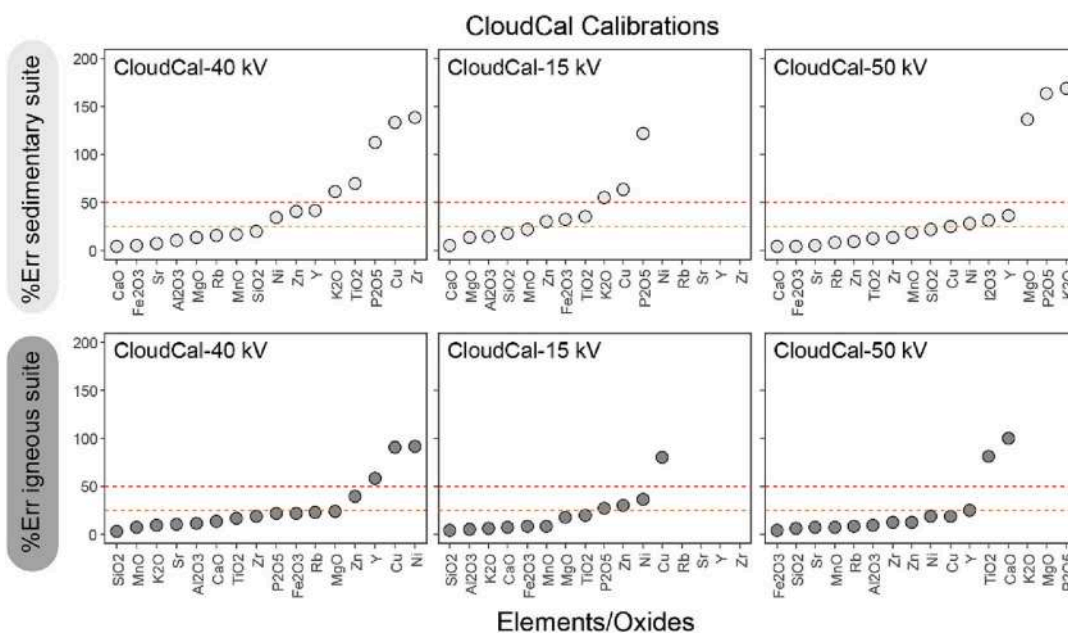 CloudCal Calibrations
%Err sedimentary suite
200
150
100
50
0
CloudCal-40 kV
CaO
Fe2O3
Sr
Al2O3
MgO
Rb
MnO
SiO2
Ni
Zn
Y
K2O
TiO2
P2O5
Cu
Zr
CloudCal-15 kV
CaO
MgO
Al2O3
SiO2
MnO
Zn
Fe2O3
TiO2
K2O
Cu
P2O5
Ni
Rb
Sr
Y
Zr
CloudCal-50 kV
CaO
Fe2O3
Sr
Rb
Zn
TiO2
Zr
MnO
SiO2
Cu
Ni
l2O3
Y
MgO
P2O5
K2O
%Err igneous suite
200
150
100
50
0
CloudCal-40 kV
SiO2
MnO
K2O
Sr
Al2O3
CaO
TiO2
Zr
P2O5
Fe2O3
Rb
MgO
Zn
Y
Cu
Ni
CloudCal-15 kV
SiO2
Al2O3
K2O
CaO
Fe2O3
MnO
MgO
TiO2
P2O5
Zn
Ni
Cu
Rb
Sr
Y
Zr
CloudCal-50 kV
Fe2O3
SiO2
Sr
MnO
Rb
Al2O3
Zr
Zn
Ni
Cu
Y
TiO2
CaO
K2O
MgO
P2O5
Elements/Oxides